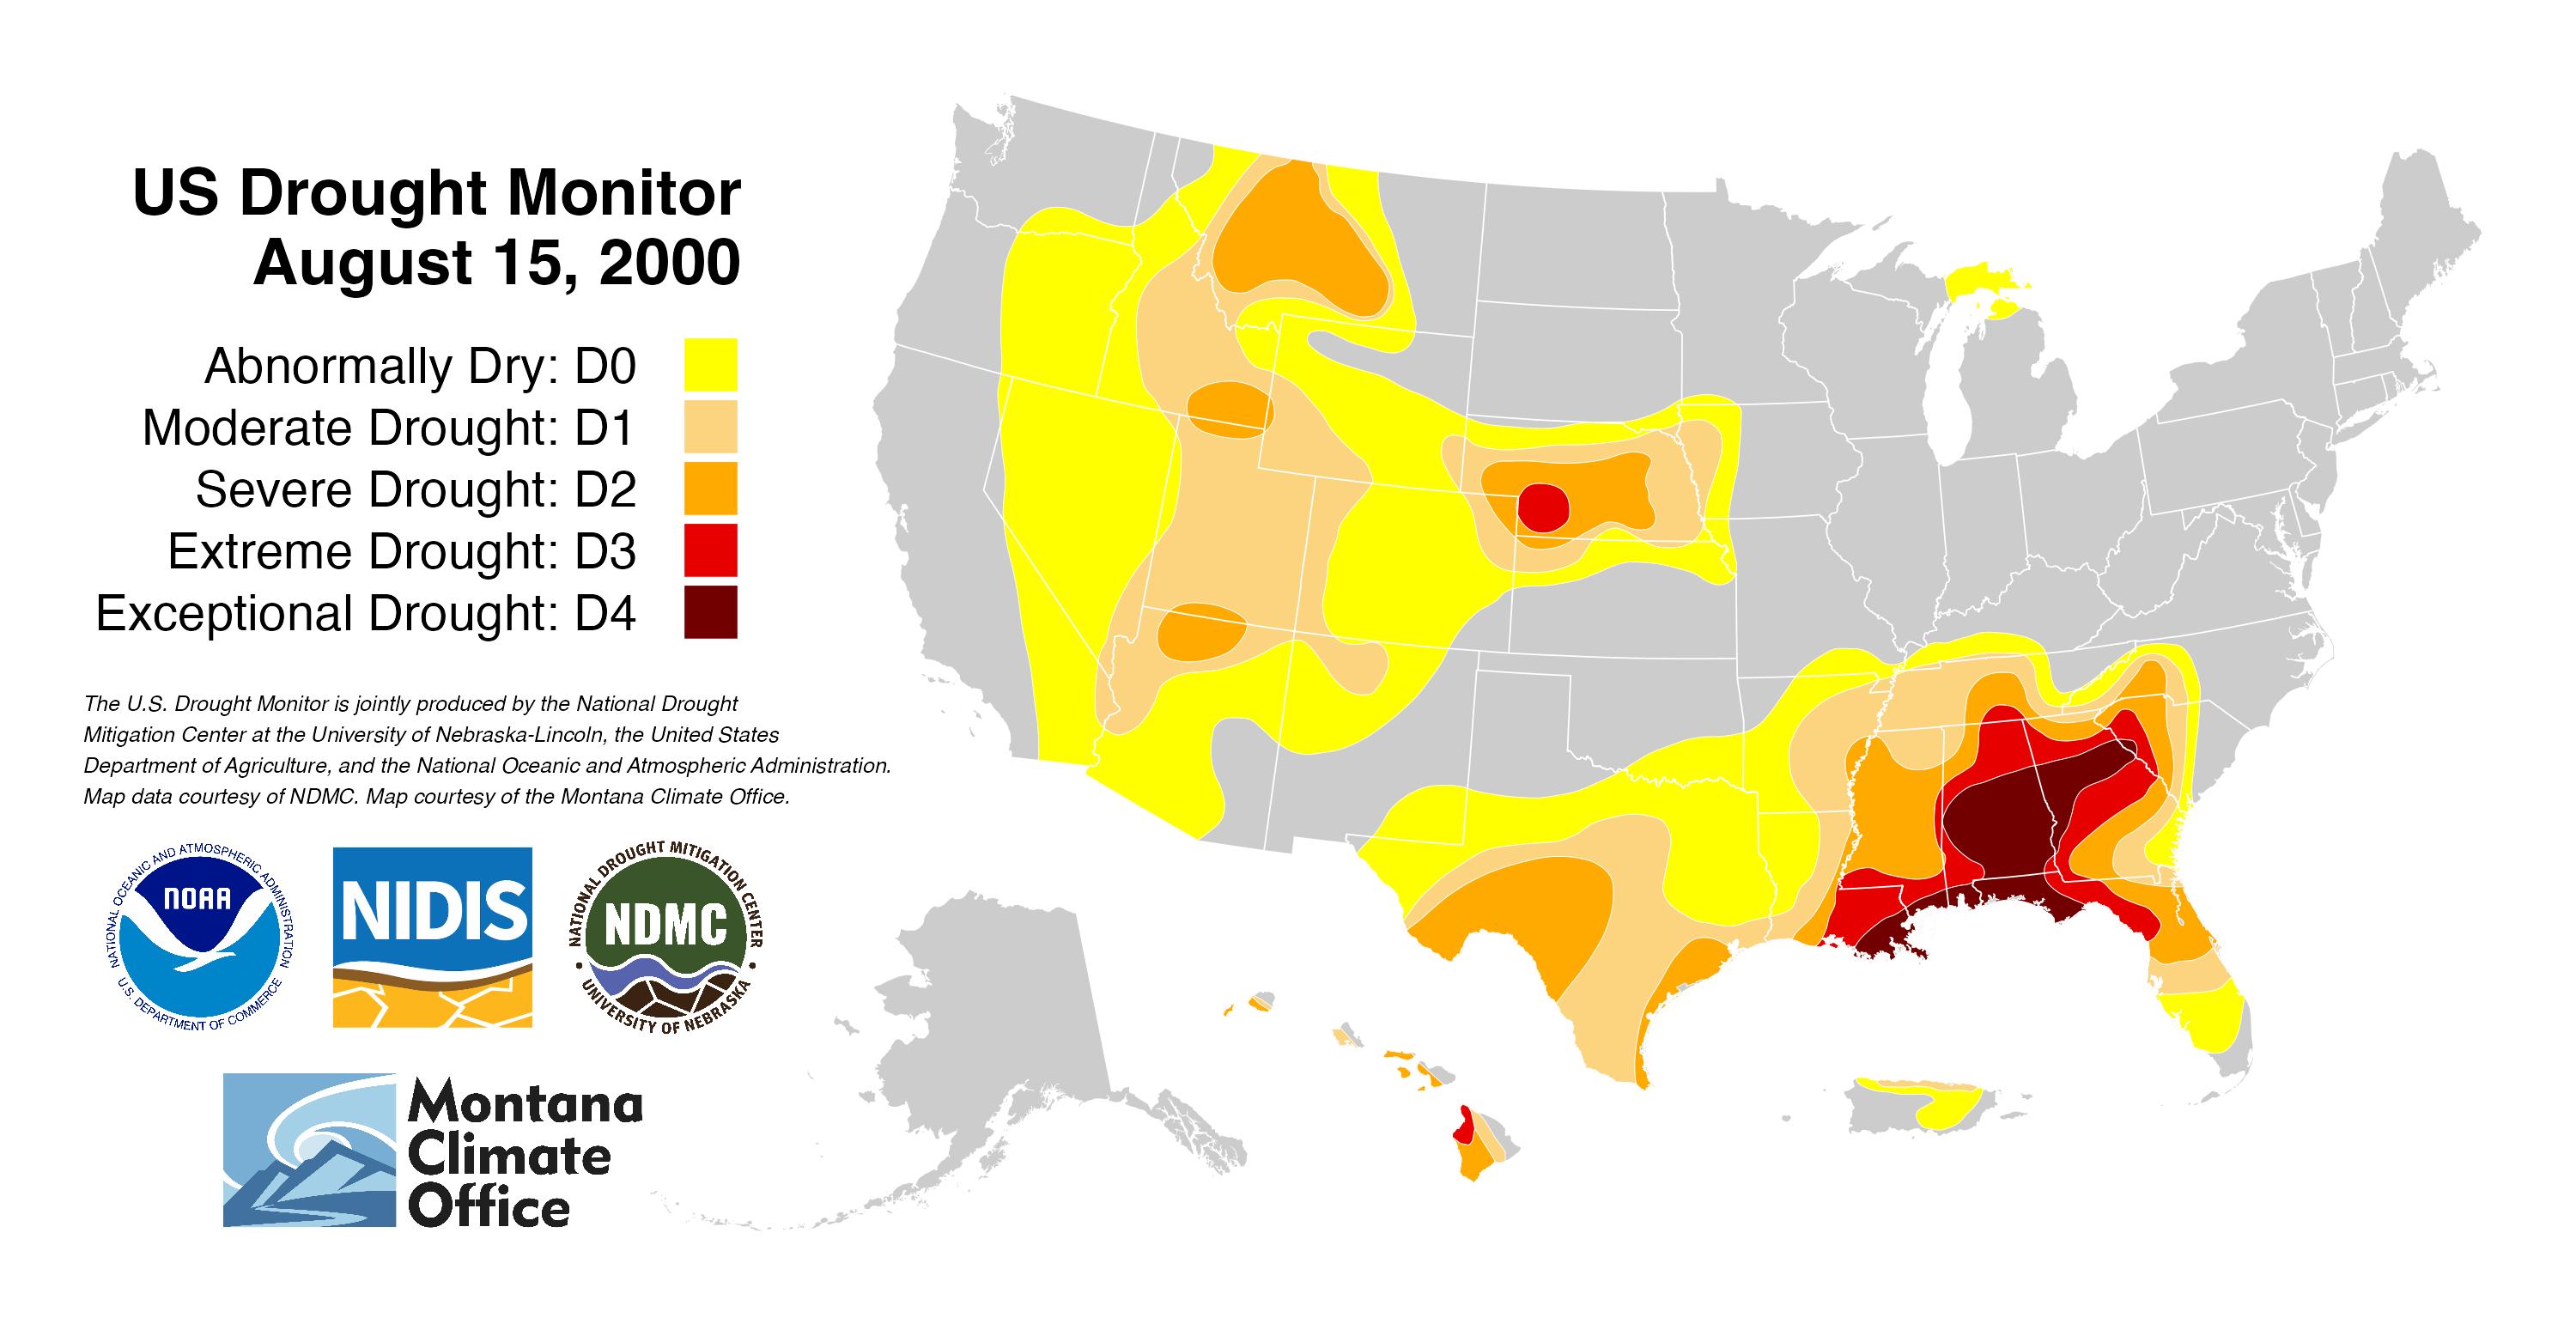 US Drought Monitor
August 15, 2000
Abnormally Dry: D0
Moderate Drought: D1
Severe Drought: D2
Extreme Drought: D3
Exceptional Drought: D4
The U.S. Drought Monitor is jointly produced by the National Drought
Mitigation Center at the University of Nebraska-Lincoln, the United States
Department of Agriculture, and the National Oceanic and Atmospheric Administration.
Map data courtesy of NDMC. Map courtesy of the Montana Climate Office.
NATIONAL OCEANIC AND ATMOSPHERIC ADMINISTRATION
NOAA
U.S. DEPARTMENT OF COMMERCE
NIDIS
NATIONAL DROUGHT MITIGATION CENTER
NDMC
UNIVERSITY OF NEBRASKA
Montana
Climate
Office